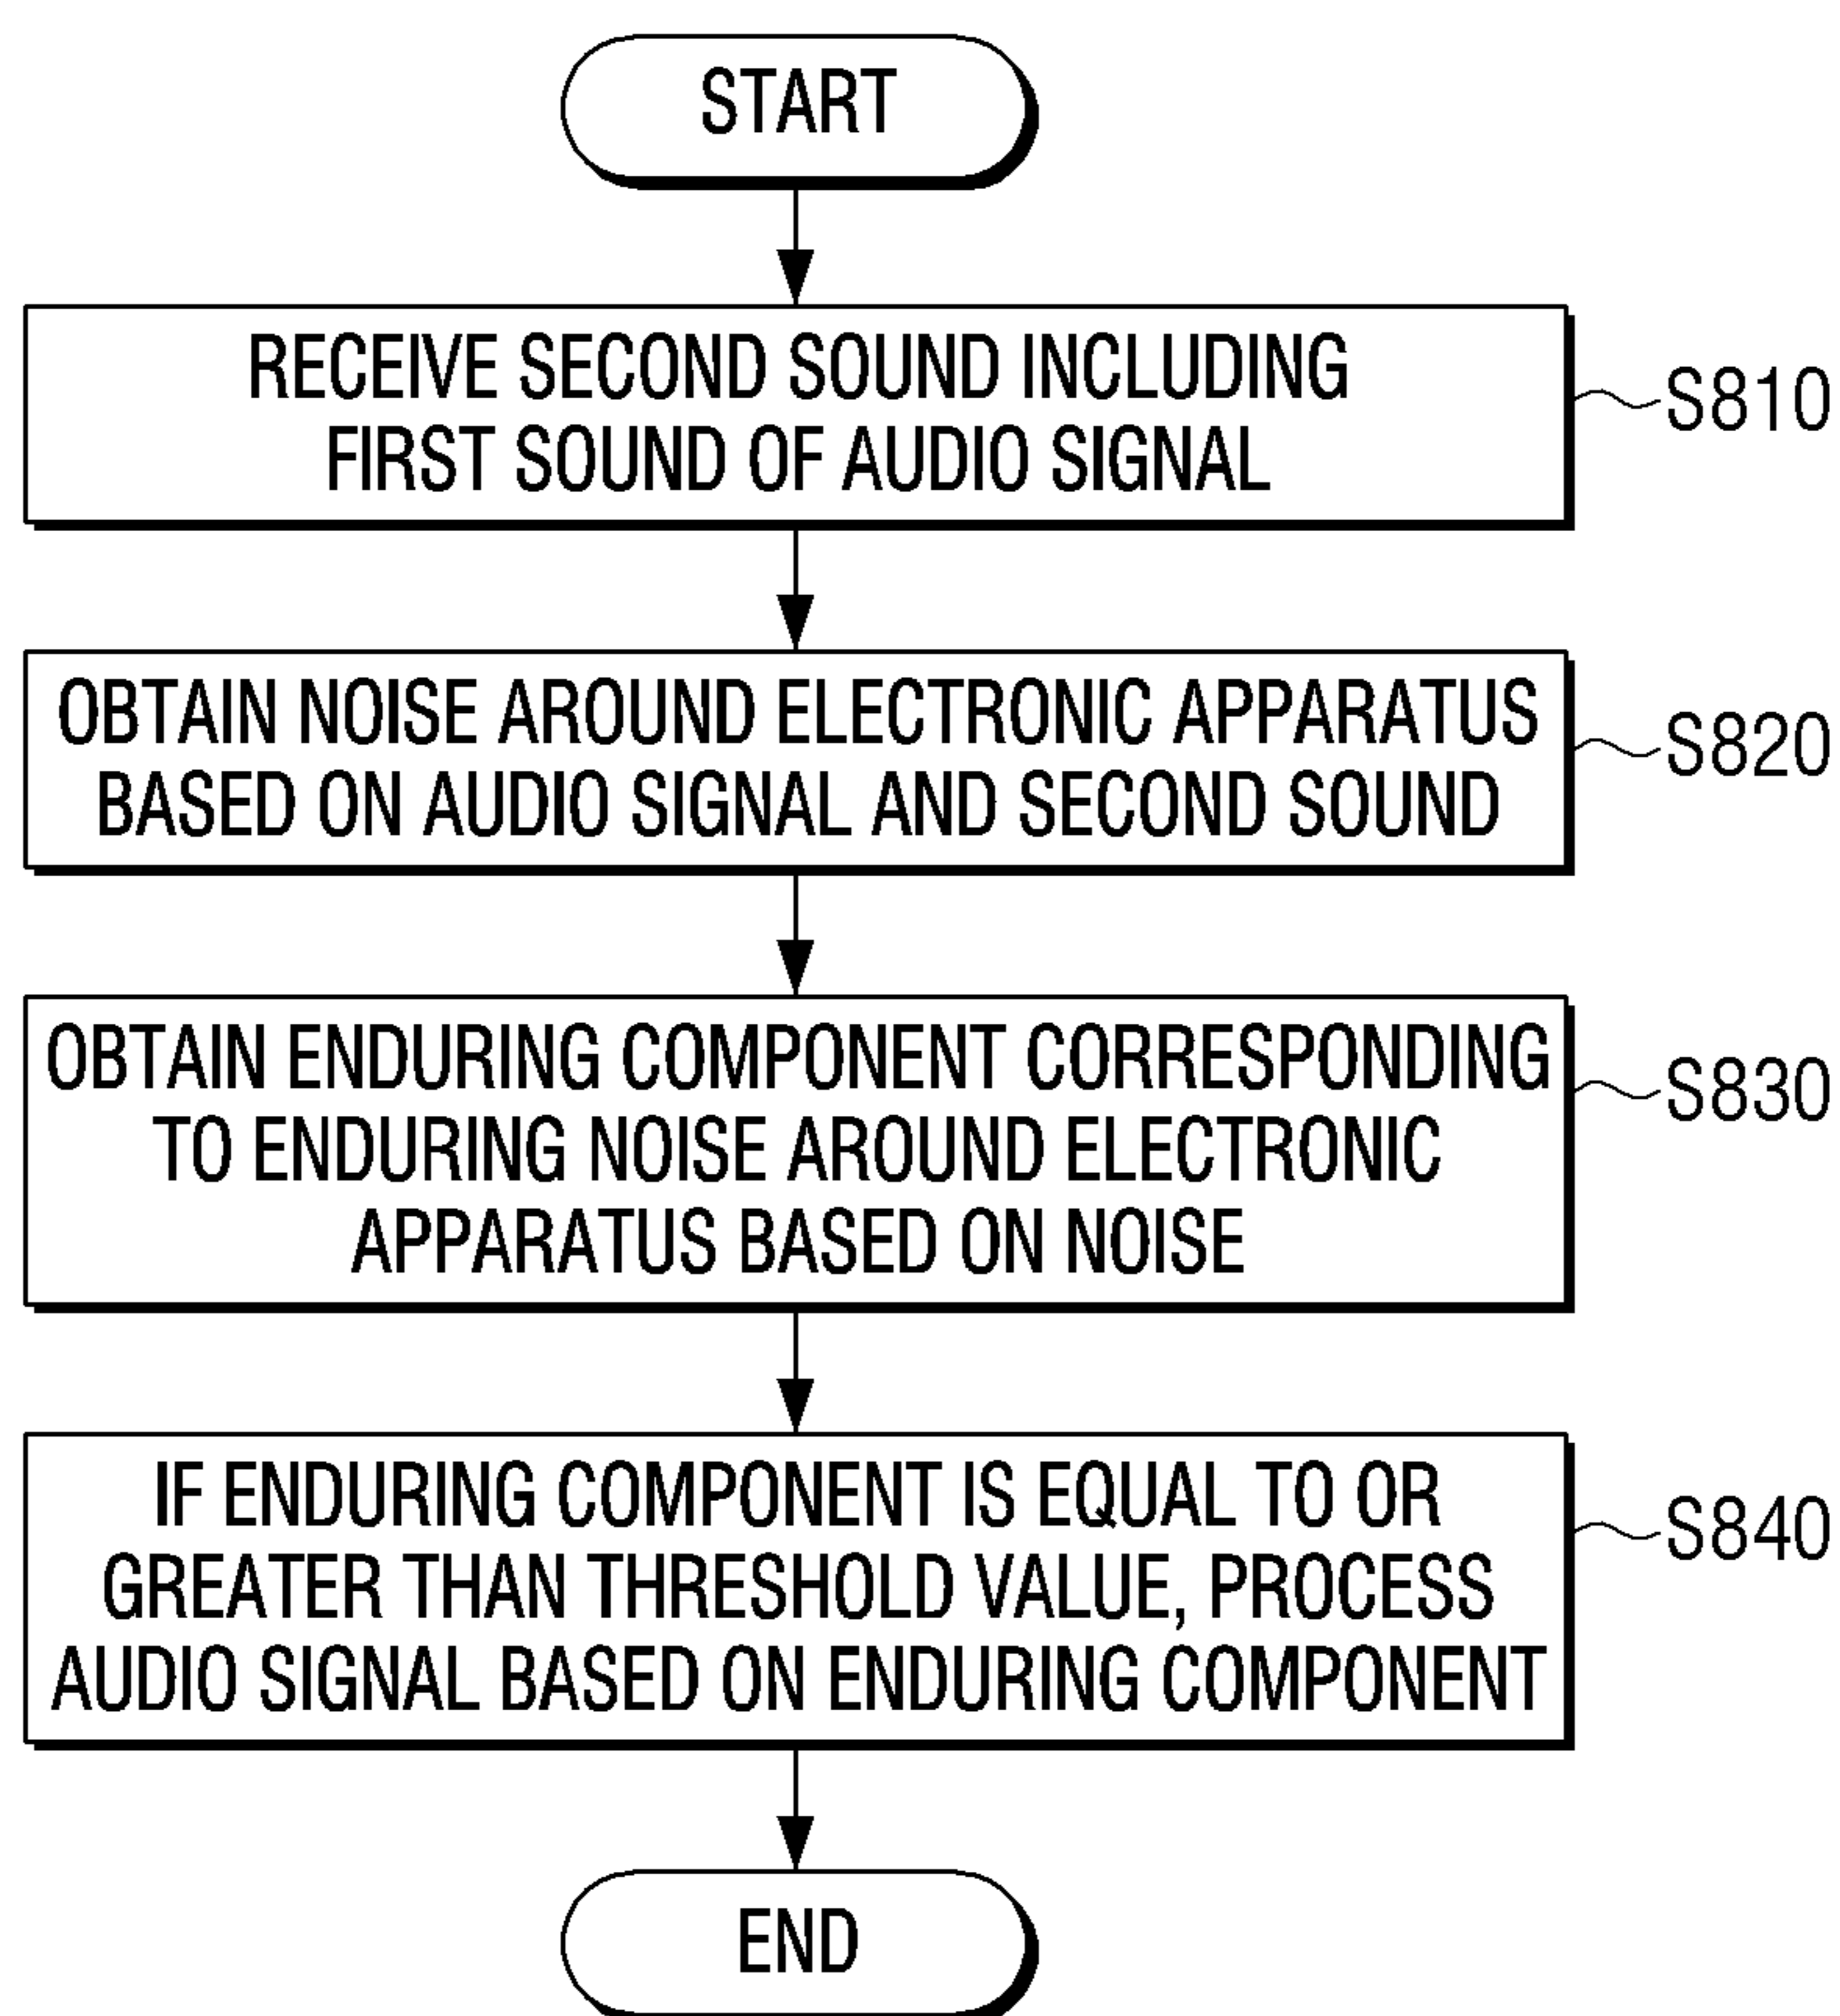 START
RECEIVE SECOND SOUND INCLUDING
FIRST SOUND OF AUDIO SIGNAL
S810
OBTAIN NOISE AROUND ELECTRONIC APPARATUS
BASED ON AUDIO SIGNAL AND SECOND SOUND
S820
OBTAIN ENDURING COMPONENT CORRESPONDING
TO ENDURING NOISE AROUND ELECTRONIC
APPARATUS BASED ON NOISE
S830
IF ENDURING COMPONENT IS EQUAL TO OR
GREATER THAN THRESHOLD VALUE, PROCESS
AUDIO SIGNAL BASED ON ENDURING COMPONENT
S840
END